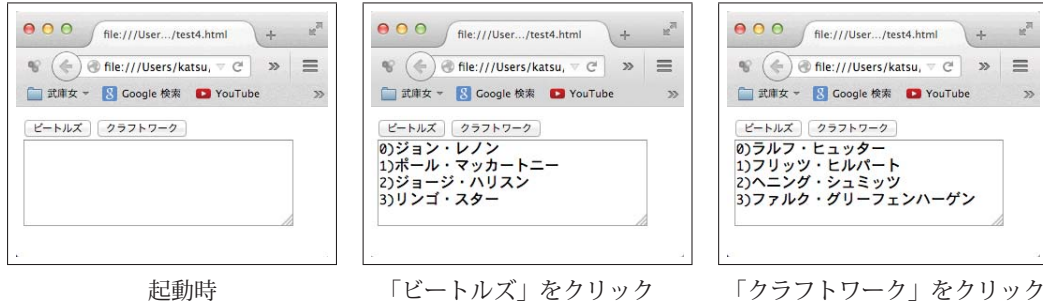 file:///User.../test4.html
file:///Users/katsu,
武庫女
Google 検索
YouTube
ビートルズ
クラフトワーク
起動時
file:///User.../test4.html
file:///Users/katsu,
武庫女
Google 検索
YouTube
ビートルズ
クラフトワーク
0)ジョン・レノン
1)ポール・マッカートニー
2)ジョージ・ハリスン
3)リンゴ・スター
「ビートルズ」をクリック
file:///User.../test4.html
file:///Users/katsu,
武庫女
Google 検索
YouTube
ビートルズ
クラフトワーク
0)ラルフ・ヒュッター
1)フリッツ・ヒルパート
2)ヘニング・シュミッツ
3)ファルク・グリーフェンハーゲン
「クラフトワーク」をクリック